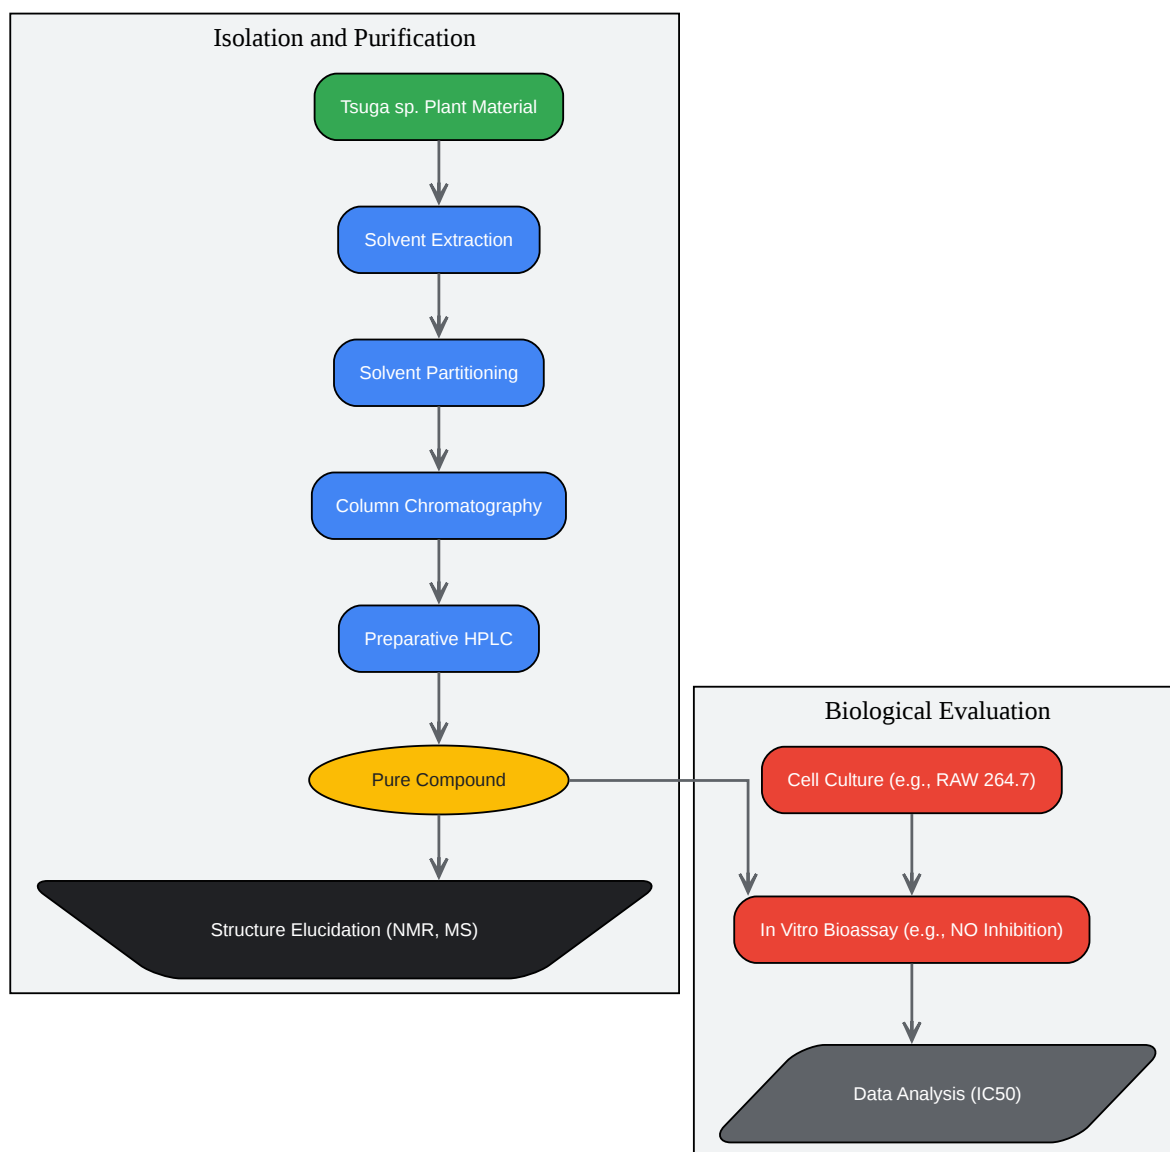 Isolation and Purification
Tsuga sp. Plant Material
Solvent Extraction
Solvent Partitioning
Column Chromatography
Preparative HPLC
Pure Compound
Structure Elucidation (NMR, MS)
Biological Evaluation
Cell Culture (e.g., RAW 264.7)
In Vitro Bioassay (e.g., NO Inhibition)
Data Analysis (IC50)